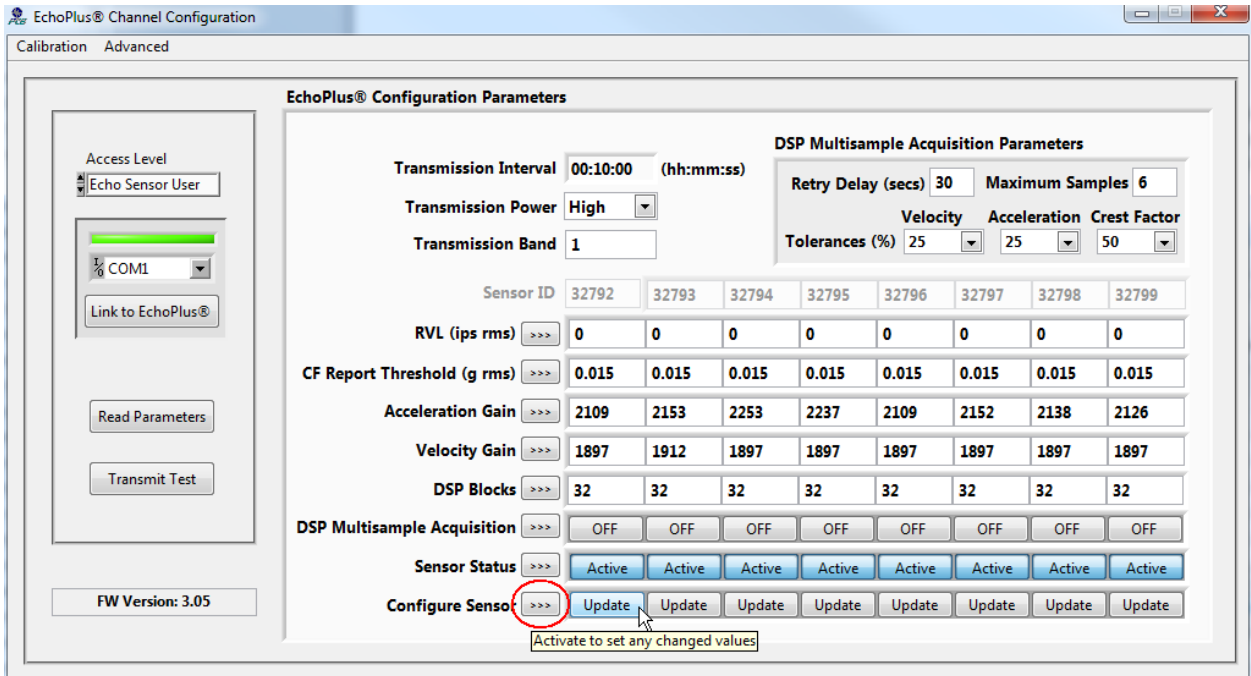 EchoPlus® Channel Configuration
Calibration Advanced
EchoPlus® Configuration Parameters
Access Level
Echo Sensor User
COM1
Link to EchoPlus®
Read Parameters
Transmit Test
FW Version: 3.05
Transmission Interval 00:10:00 (hh:mm:ss)
Transmission Power High
Transmission Band 1
DSP Multisample Acquisition Parameters
Retry Delay (secs) 30 Maximum Samples 6
Velocity Acceleration Crest Factor
Tolerances (%) 25 25 50
Sensor ID 32792 32793 32794 32795 32796 32797 32798 32799
RVL (ips rms) >>> 0 0 0 0 0 0 0 0
CF Report Threshold (g rms) >>> 0.015 0.015 0.015 0.015 0.015 0.015 0.015 0.015
Acceleration Gain >>> 2109 2153 2253 2237 2109 2152 2138 2126
Velocity Gain >>> 1897 1912 1897 1897 1897 1897 1897 1897
DSP Blocks >>> 32 32 32 32 32 32 32 32
DSP Multisample Acquisition >>> OFF OFF OFF OFF OFF OFF OFF OFF
Sensor Status >>> Active Active Active Active Active Active Active Active
Configure Sensor >>> Update Update Update Update Update Update Update Update
Activate to set any changed values